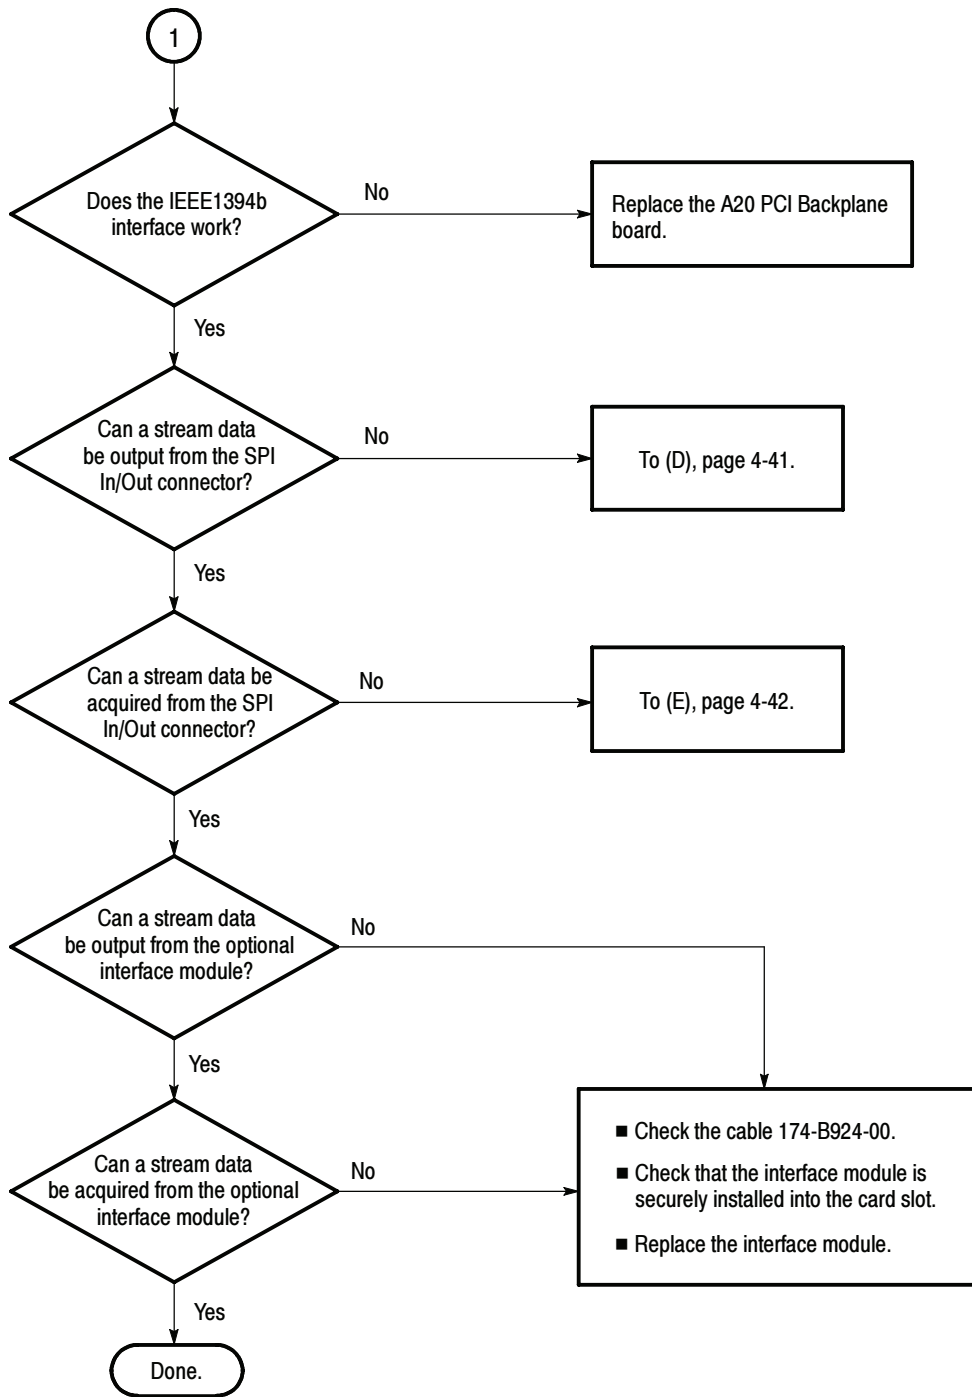 1
Does the IEEE1394b
interface work?
No
Replace the A20 PCI Backplane
board.
Yes
Can a stream data
be output from the SPI
In/Out connector?
No
To (D), page 4-41.
Yes
Can a stream data be
acquired from the SPI
In/Out connector?
No
To (E), page 4-42.
Yes
Can a stream data
be output from the optional
interface module?
No
Yes
Can a stream data
be acquired from the optional
interface module?
No
■ Check the cable 174-B924-00.
■ Check that the interface module is
securely installed into the card slot.
■ Replace the interface module.
Yes
Done.